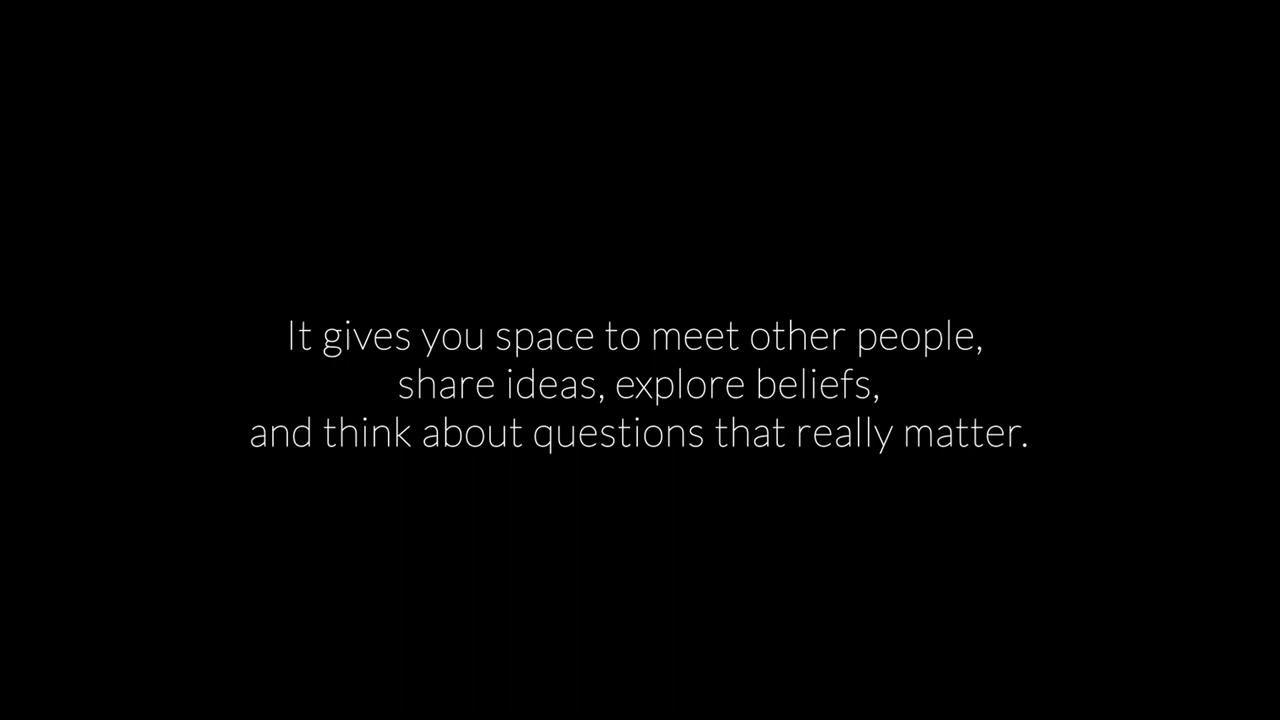 It gives you space to meet other people,
share ideas, explore beliefs,
and think about questions that really matter.